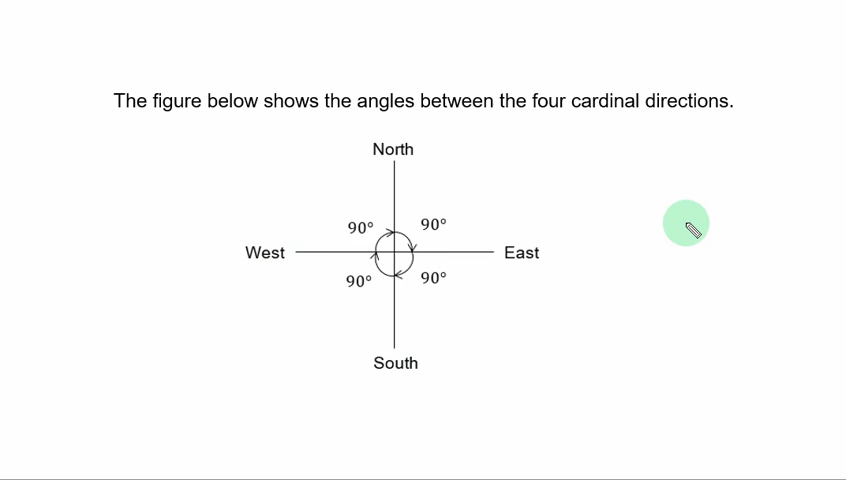 The figure below shows the angles between the four cardinal directions.
North
90° 90°
West East
90° 90°
South